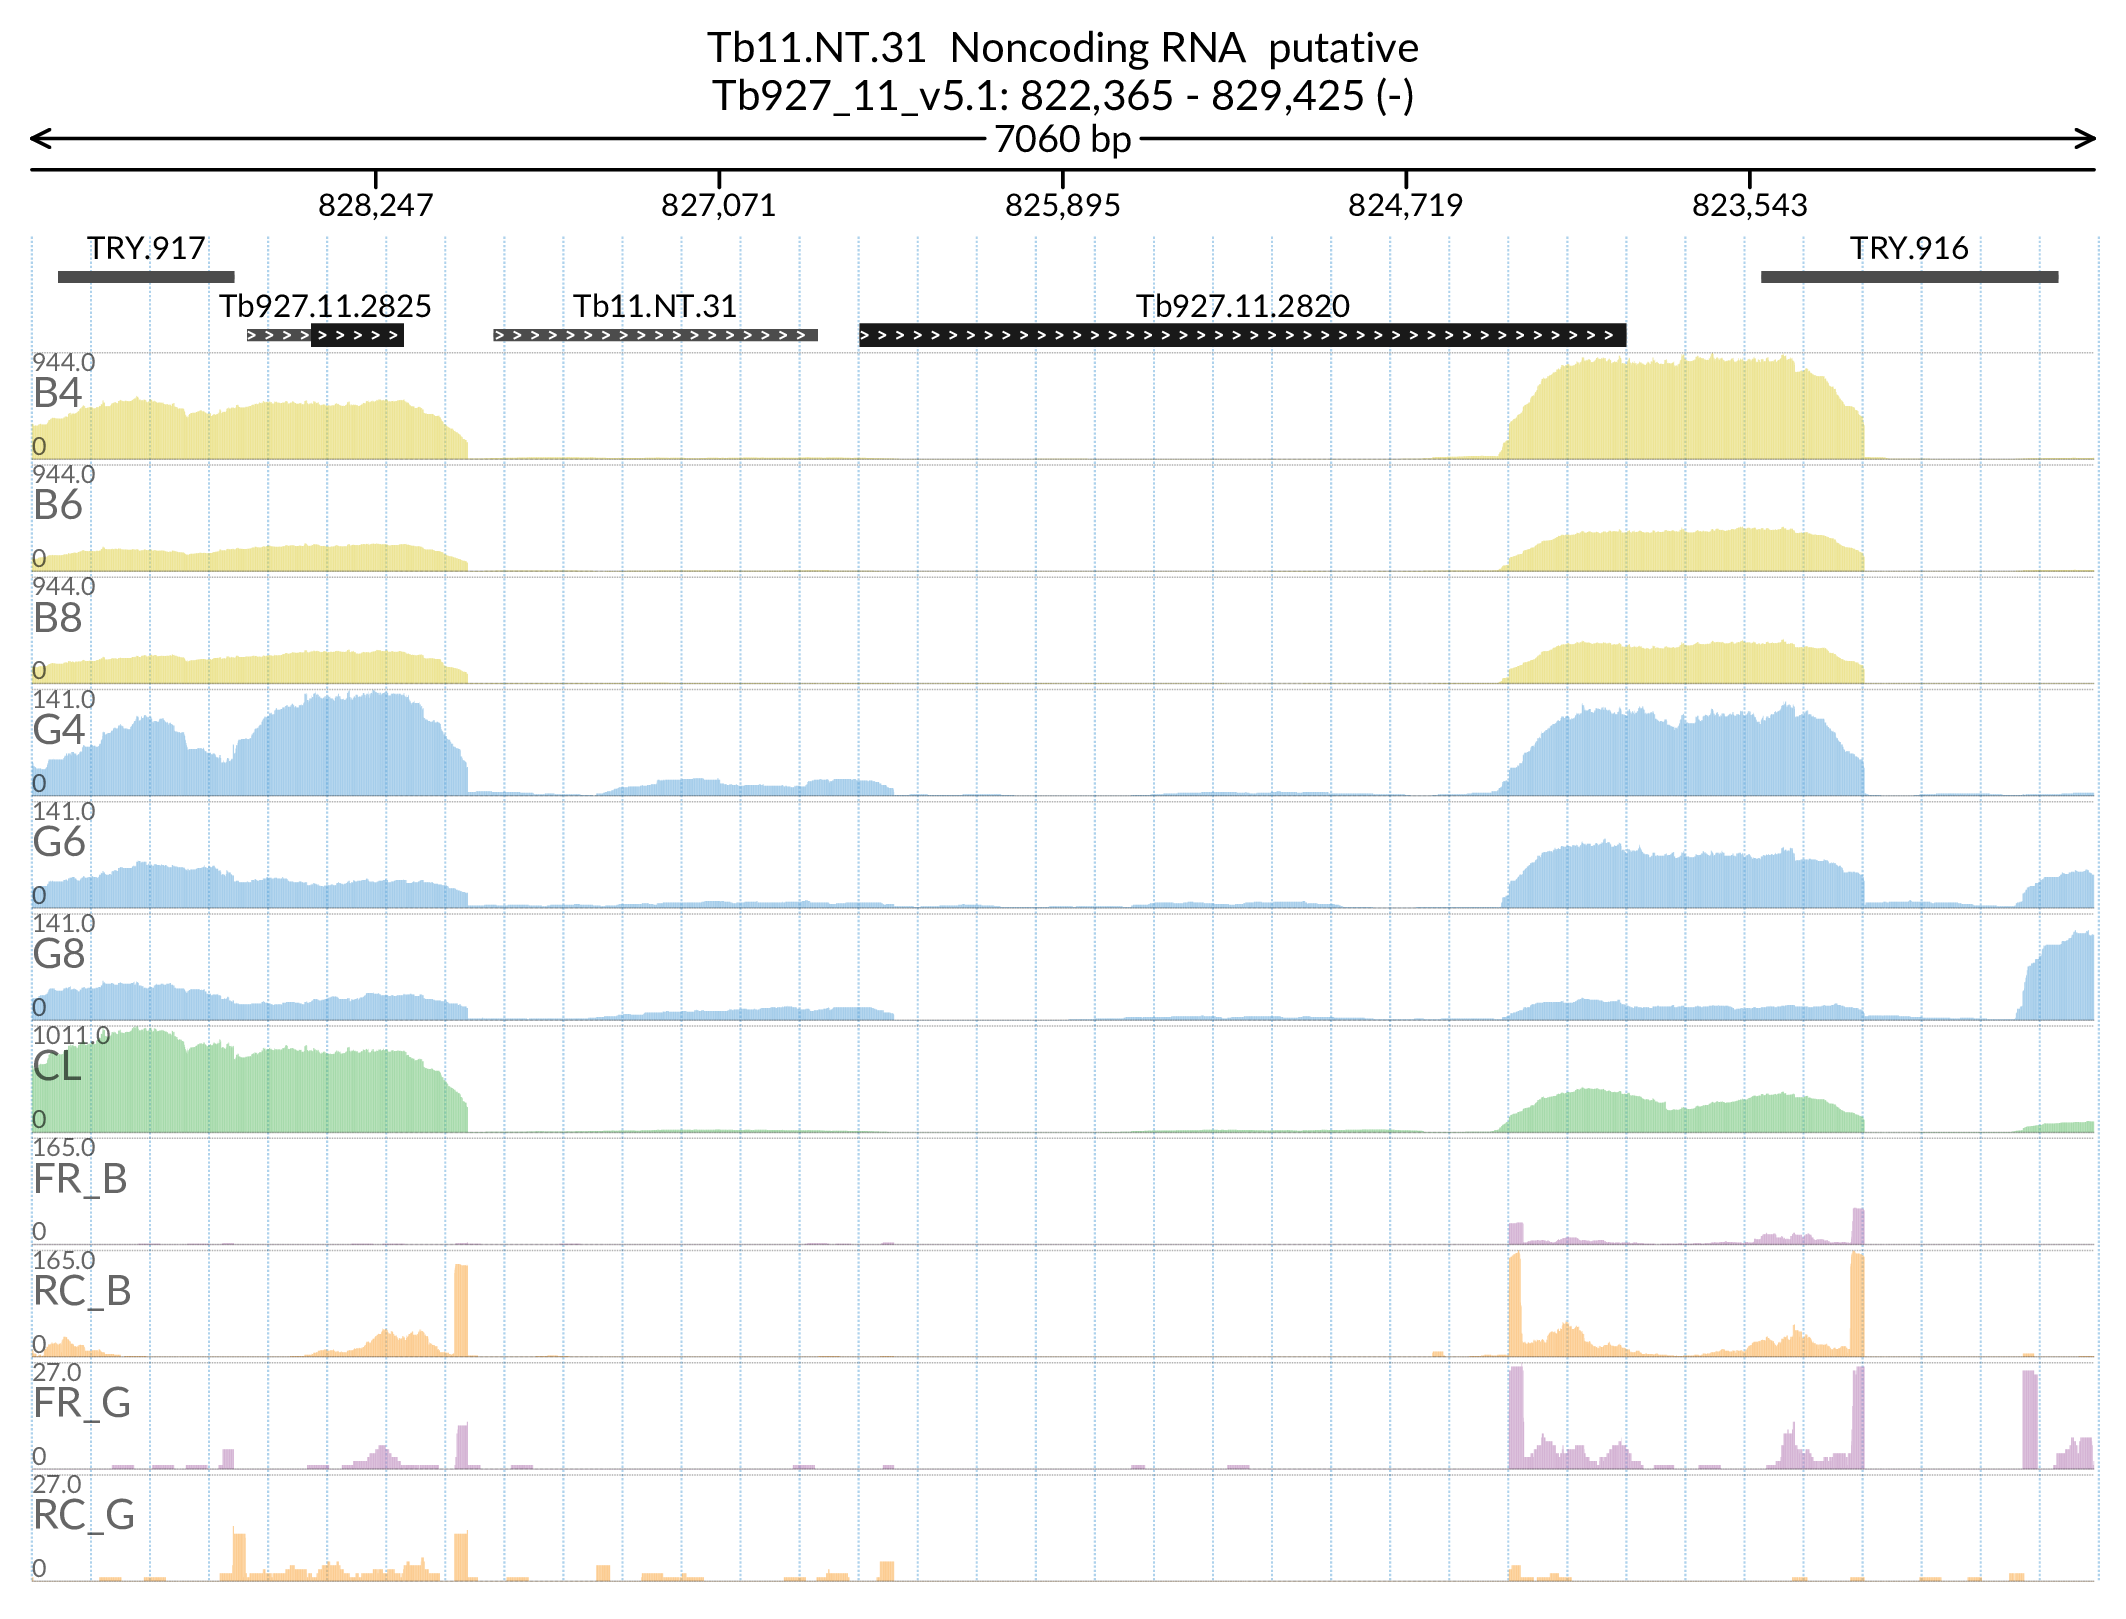 Tb11.NT.31  Noncoding RNA  putative
Tb927_11_v5.1: 822,365 - 829,425 (-)
7060 bp
828,247 827,071 825,895 824,719 823,543
TRY.917 TRY.916
Tb927.11.2825 Tb11.NT.31 Tb927.11.2820
944.0
B4
0
944.0
B6
0
944.0
B8
0
141.0
G4
0
141.0
G6
0
141.0
G8
0
1011.0
CL
0
165.0
FR_B
0
165.0
RC_B
0
27.0
FR_G
0
27.0
RC_G
0